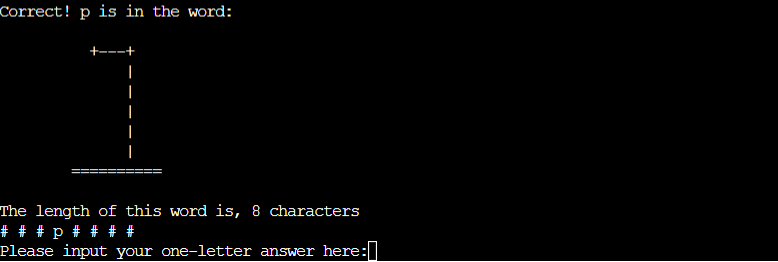 Correct! p is in the word:
+---+
|
|
|
|
|
==========
The length of this word is, 8 characters
# # # p # # # #
Please input your one-letter answer here: